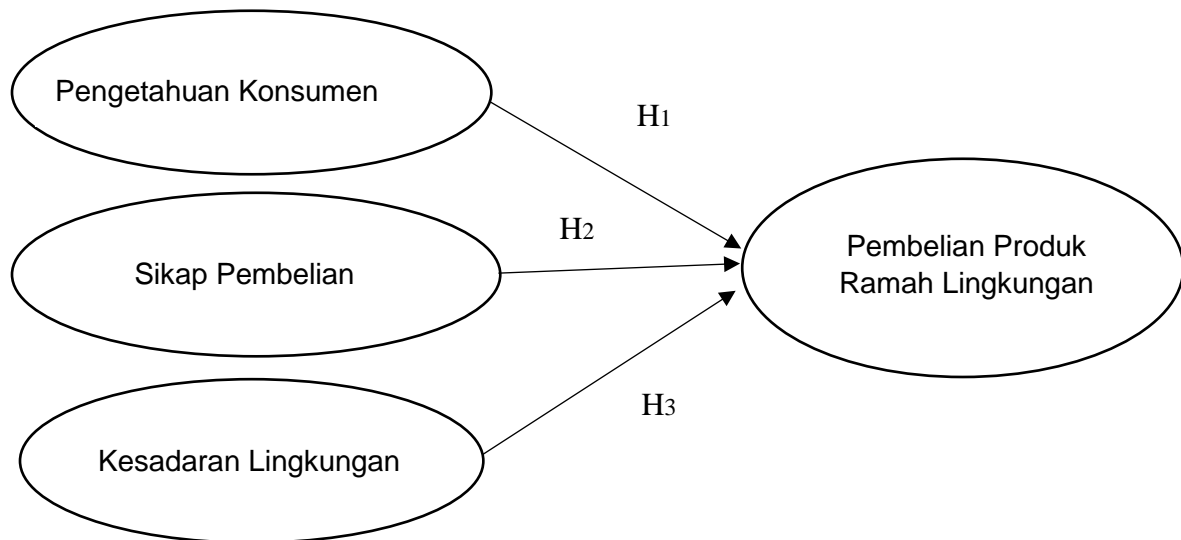 Pengetahuan Konsumen
H1
H2
Sikap Pembelian
Pembelian Produk
Ramah Lingkungan
H3
Kesadaran Lingkungan